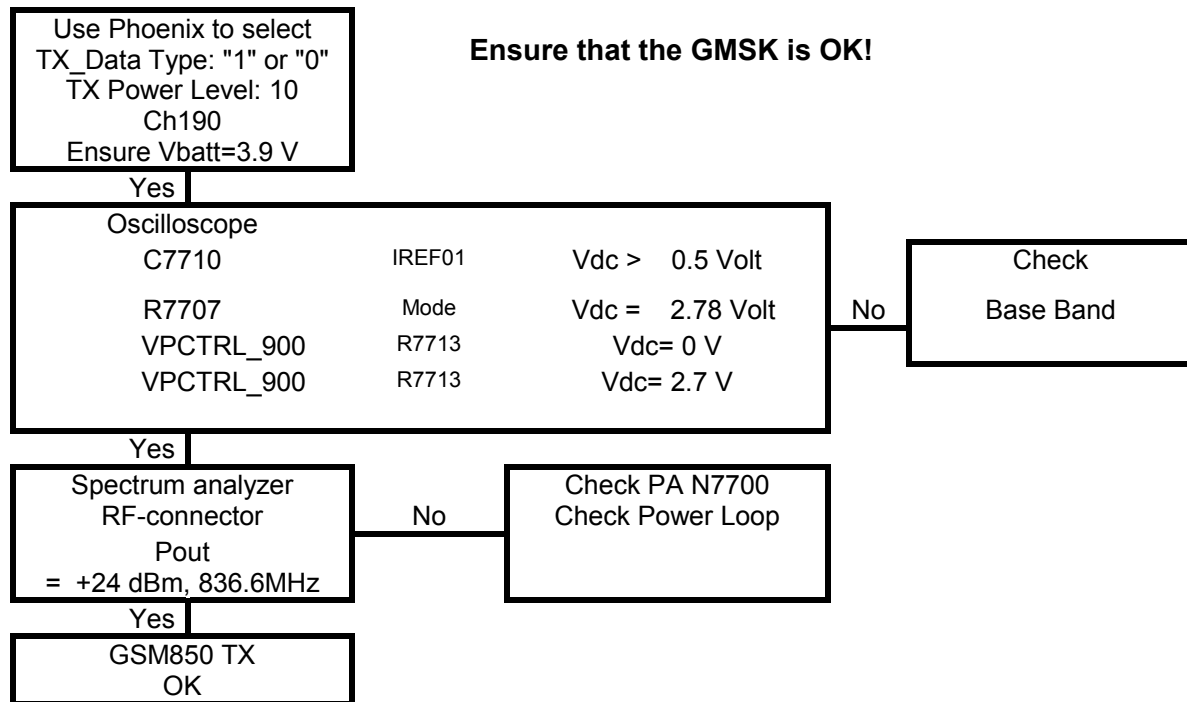 Use Phoenix to select
TX_Data Type: "1" or "0"
TX Power Level: 10
Ch190
Ensure Vbatt=3.9 V
Ensure that the GMSK is OK!
Yes
Oscilloscope
C7710 IREF01 Vdc > 0.5 Volt
R7707 Mode Vdc = 2.78 Volt
VPCTRL_900 R7713 Vdc= 0 V
VPCTRL_900 R7713 Vdc= 2.7 V
No
Check
Base Band
Yes
Spectrum analyzer
RF-connector
Pout
= +24 dBm, 836.6MHz
No
Check PA N7700
Check Power Loop
Yes
GSM850 TX
OK